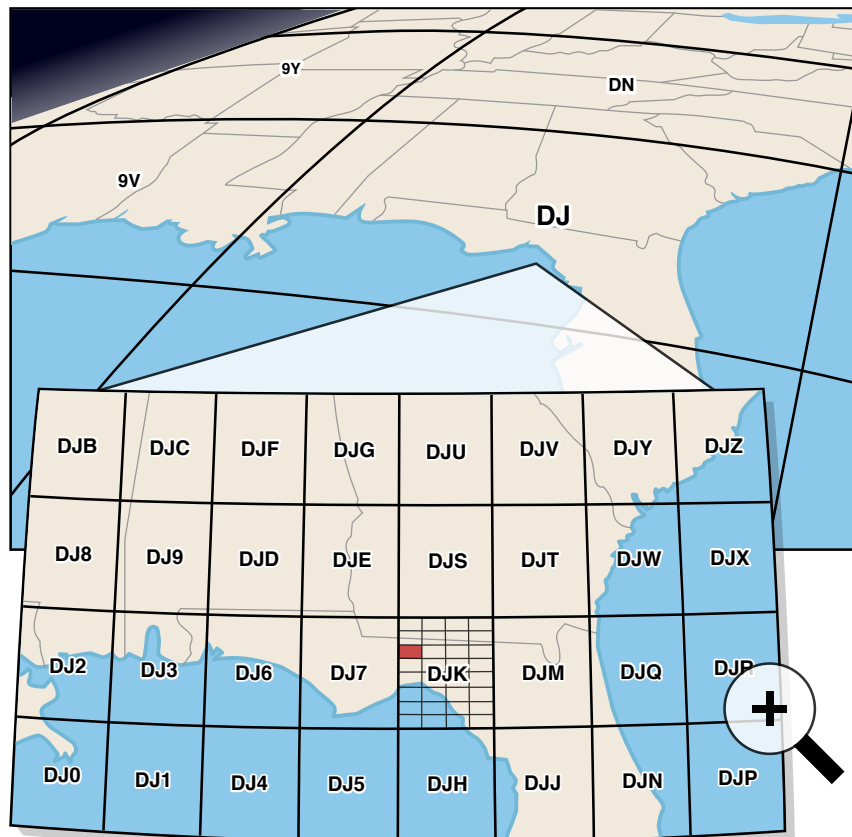 9Y
DN
9V
DJ
DJB DJC DJF DJG DJU DJV DJY DJZ
DJ8 DJ9 DJD DJE DJS DJT DJW DJX
DJ2 DJ3 DJ6 DJ7 DJK DJM DJQ DJR
DJ0 DJ1 DJ4 DJ5 DJH DJJ DJN DJP